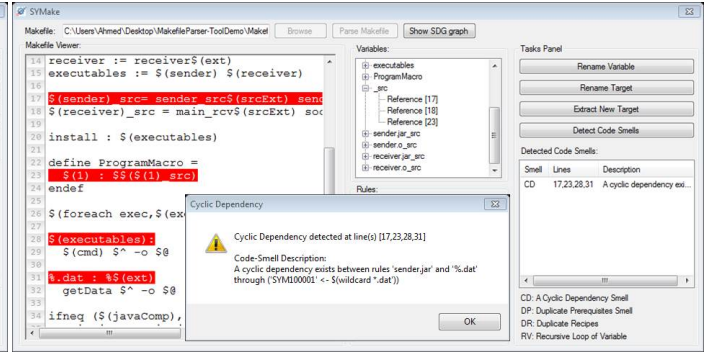 SYMake
Makefile: C:\Users\Ahmed\Desktop\MakefileParser-ToolDemo\Makel Browse Parse Makefile Show SDG graph
Makefile Viewer:
14 receiver := receiver$(ext)
15 executables := $(sender) $(receiver)
16
17 $(sender)_src= sender_src$(srcExt) send
18 $(receiver)_src = main_rcv$(srcExt) soc
19
20 install : $(executables)
21
22 define ProgramMacro =
23 $(1) : $$($(1)_src)
24 endef
25
26 $(foreach exec,$(exe
27
28 $(executables):
29 $(cmd) $^ -o $@
30
31 %.dat : %$(ext)
32 getData $^ -o $@
33
34 ifneq ($(javaComp),
Variables:
executables
ProgramMacro
_src
Reference [17]
Reference [18]
Reference [23]
sender.jar_src
sender.o_src
receiver.jar_src
receiver.o_src
Rules:
Tasks Panel
Rename Variable
Rename Target
Extract New Target
Detect Code Smells
Detected Code Smells:
Smell Lines Description
CD 17,23,28,31 A cyclic dependency exi...
CD: A Cyclic Dependency Smell
DP: Duplicate Prerequisites Smell
DR: Duplicate Recipes
RV: Recursive Loop of Variable
Cyclic Dependency
Cyclic Dependency detected at line(s) [17,23,28,31]
Code-Smell Description:
A cyclic dependency exists between rules 'sender.jar' and '%.dat'
through ('SYM100001' <- $(wildcard *.dat'))
OK